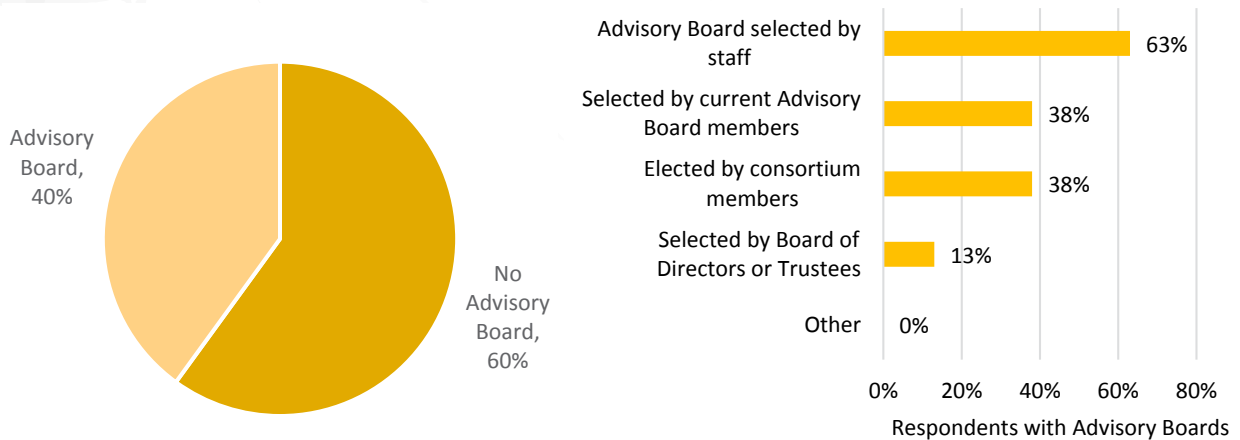 Advisory
Board,
40%
No
Advisory
Board,
60%
Advisory Board selected by
staff
63%
Selected by current Advisory
Board members
38%
Elected by consortium
members
38%
Selected by Board of
Directors or Trustees
13%
Other
0%
0% 20% 40% 60% 80%
Respondents with Advisory Boards